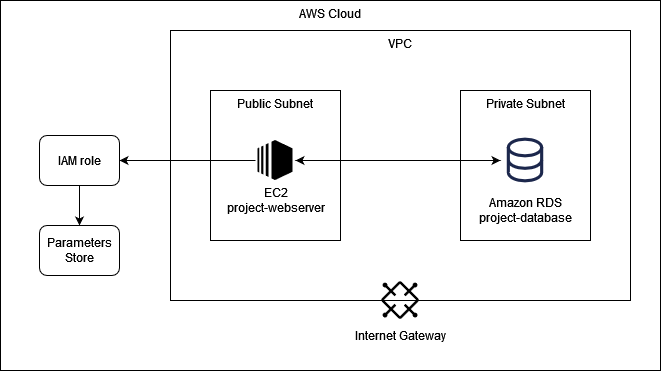 AWS Cloud
VPC
Public Subnet
Private Subnet
IAM role
EC2
project-webserver
Amazon RDS
project-database
Parameters
Store
Internet Gateway